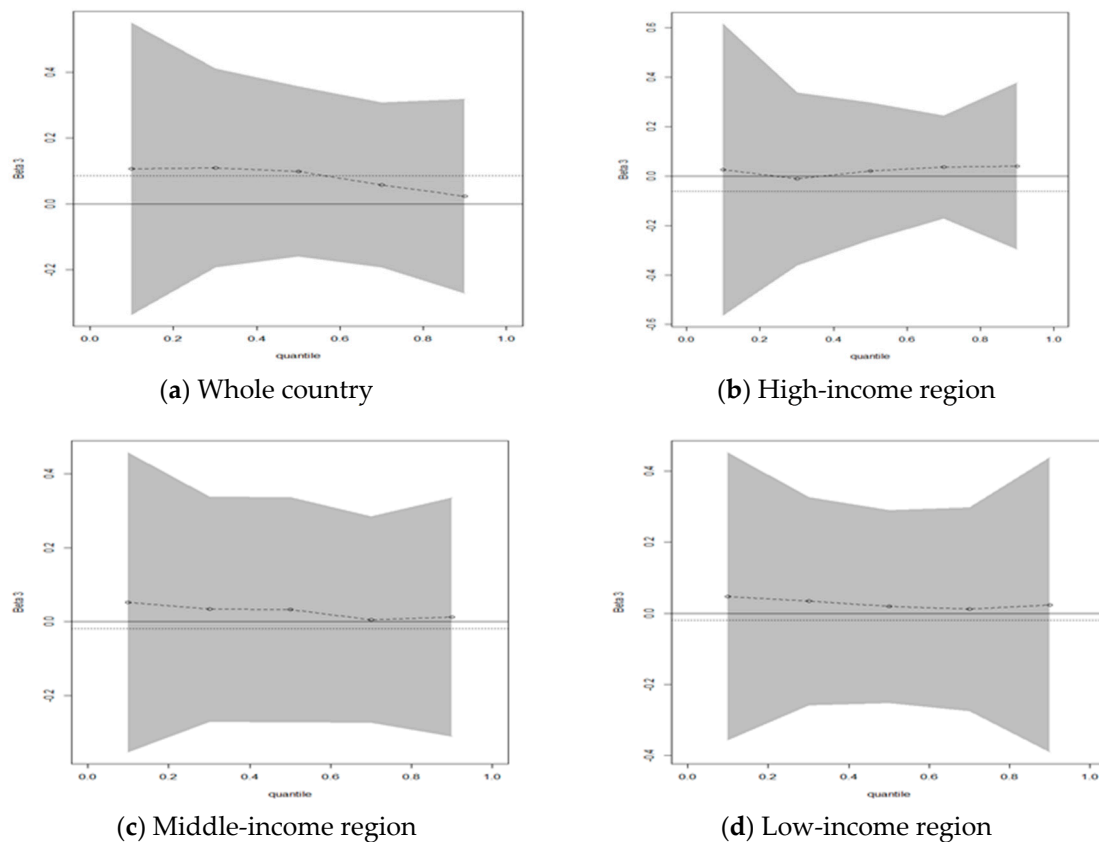 0.4
0.2
0.0
-0.2
Beta 3
0.0 0.2 0.4 0.6 0.8 1.0
quantile
(a) Whole country
0.6
0.4
0.2
0.0
-0.2
-0.4
-0.6
Beta 3
0.0 0.2 0.4 0.6 0.8 1.0
quantile
(b) High-income region
0.4
0.2
0.0
-0.2
Beta 3
0.0 0.2 0.4 0.6 0.8 1.0
quantile
(c) Middle-income region
0.4
0.2
0.0
-0.2
-0.4
Beta 3
0.0 0.2 0.4 0.6 0.8 1.0
quantile
(d) Low-income region